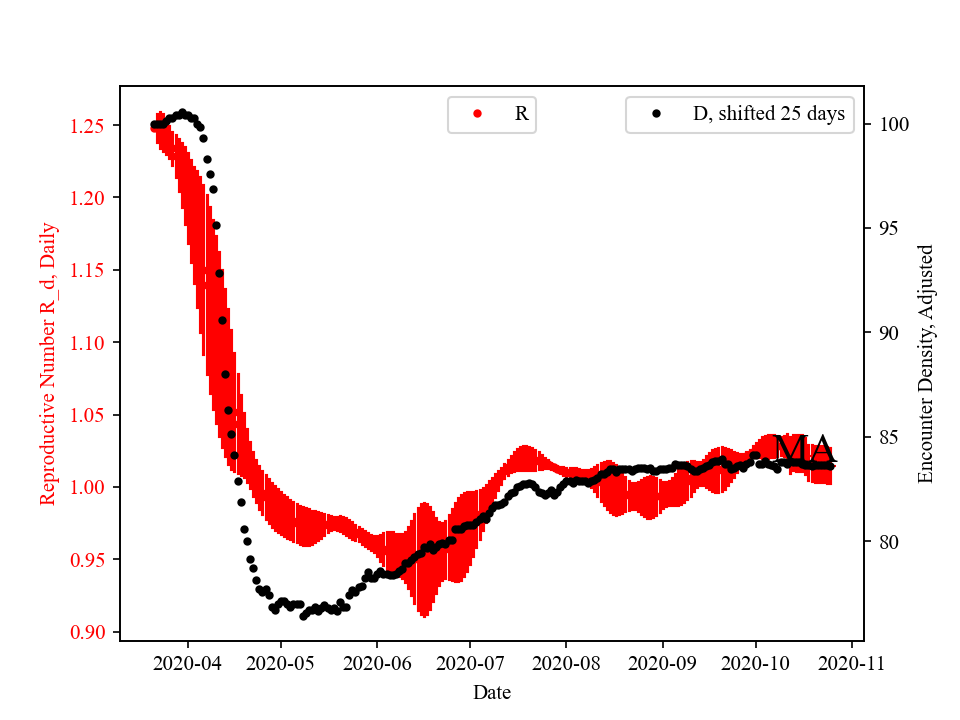 R
D, shifted 25 days
1.25
1.20
1.15
1.10
1.05
1.00
0.95
0.90
Reproductive Number R_d, Daily
100
95
90
85
80
Encounter Density, Adjusted
MA
2020-04 2020-05 2020-06 2020-07 2020-08 2020-09 2020-10 2020-11
Date